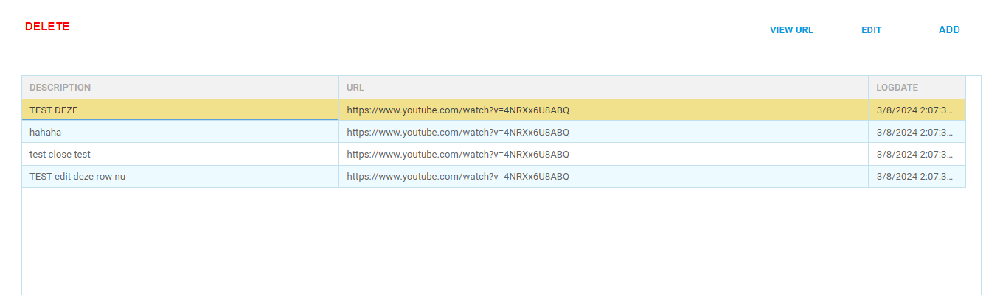 DELETE
VIEW URL EDIT ADD
DESCRIPTION URL LOGDATE
TEST DEZE https://www.youtube.com/watch?v=4NRXx6U8ABQ 3/8/2024 2:07:3...
hahaha https://www.youtube.com/watch?v=4NRXx6U8ABQ 3/8/2024 2:07:3...
test close test https://www.youtube.com/watch?v=4NRXx6U8ABQ 3/8/2024 2:07:3...
TEST edit deze row nu https://www.youtube.com/watch?v=4NRXx6U8ABQ 3/8/2024 2:07:3...